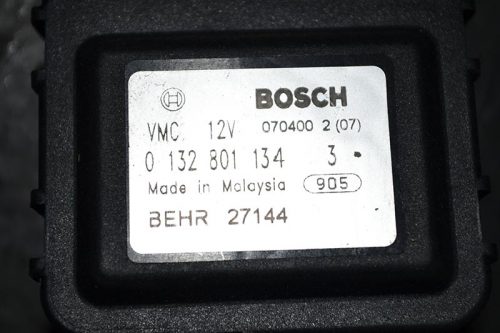 BOSCH
VMC 12V 070400 2 (07)
0 132 801 134 3
Made in Malaysia 905
BEHR 27144